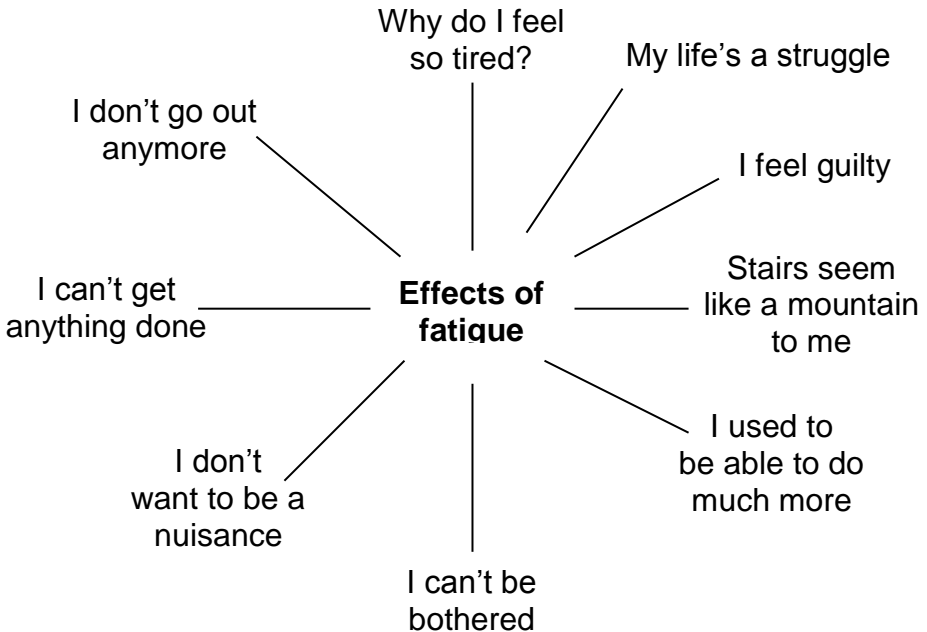 Why do I feel
so tired?
My life's a struggle
I don't go out
anymore
I feel guilty
Stairs seem
like a mountain
to me
I can't get
anything done
Effects of
fatigue
I used to
be able to do
much more
I don't
want to be a
nuisance
I can't be
bothered